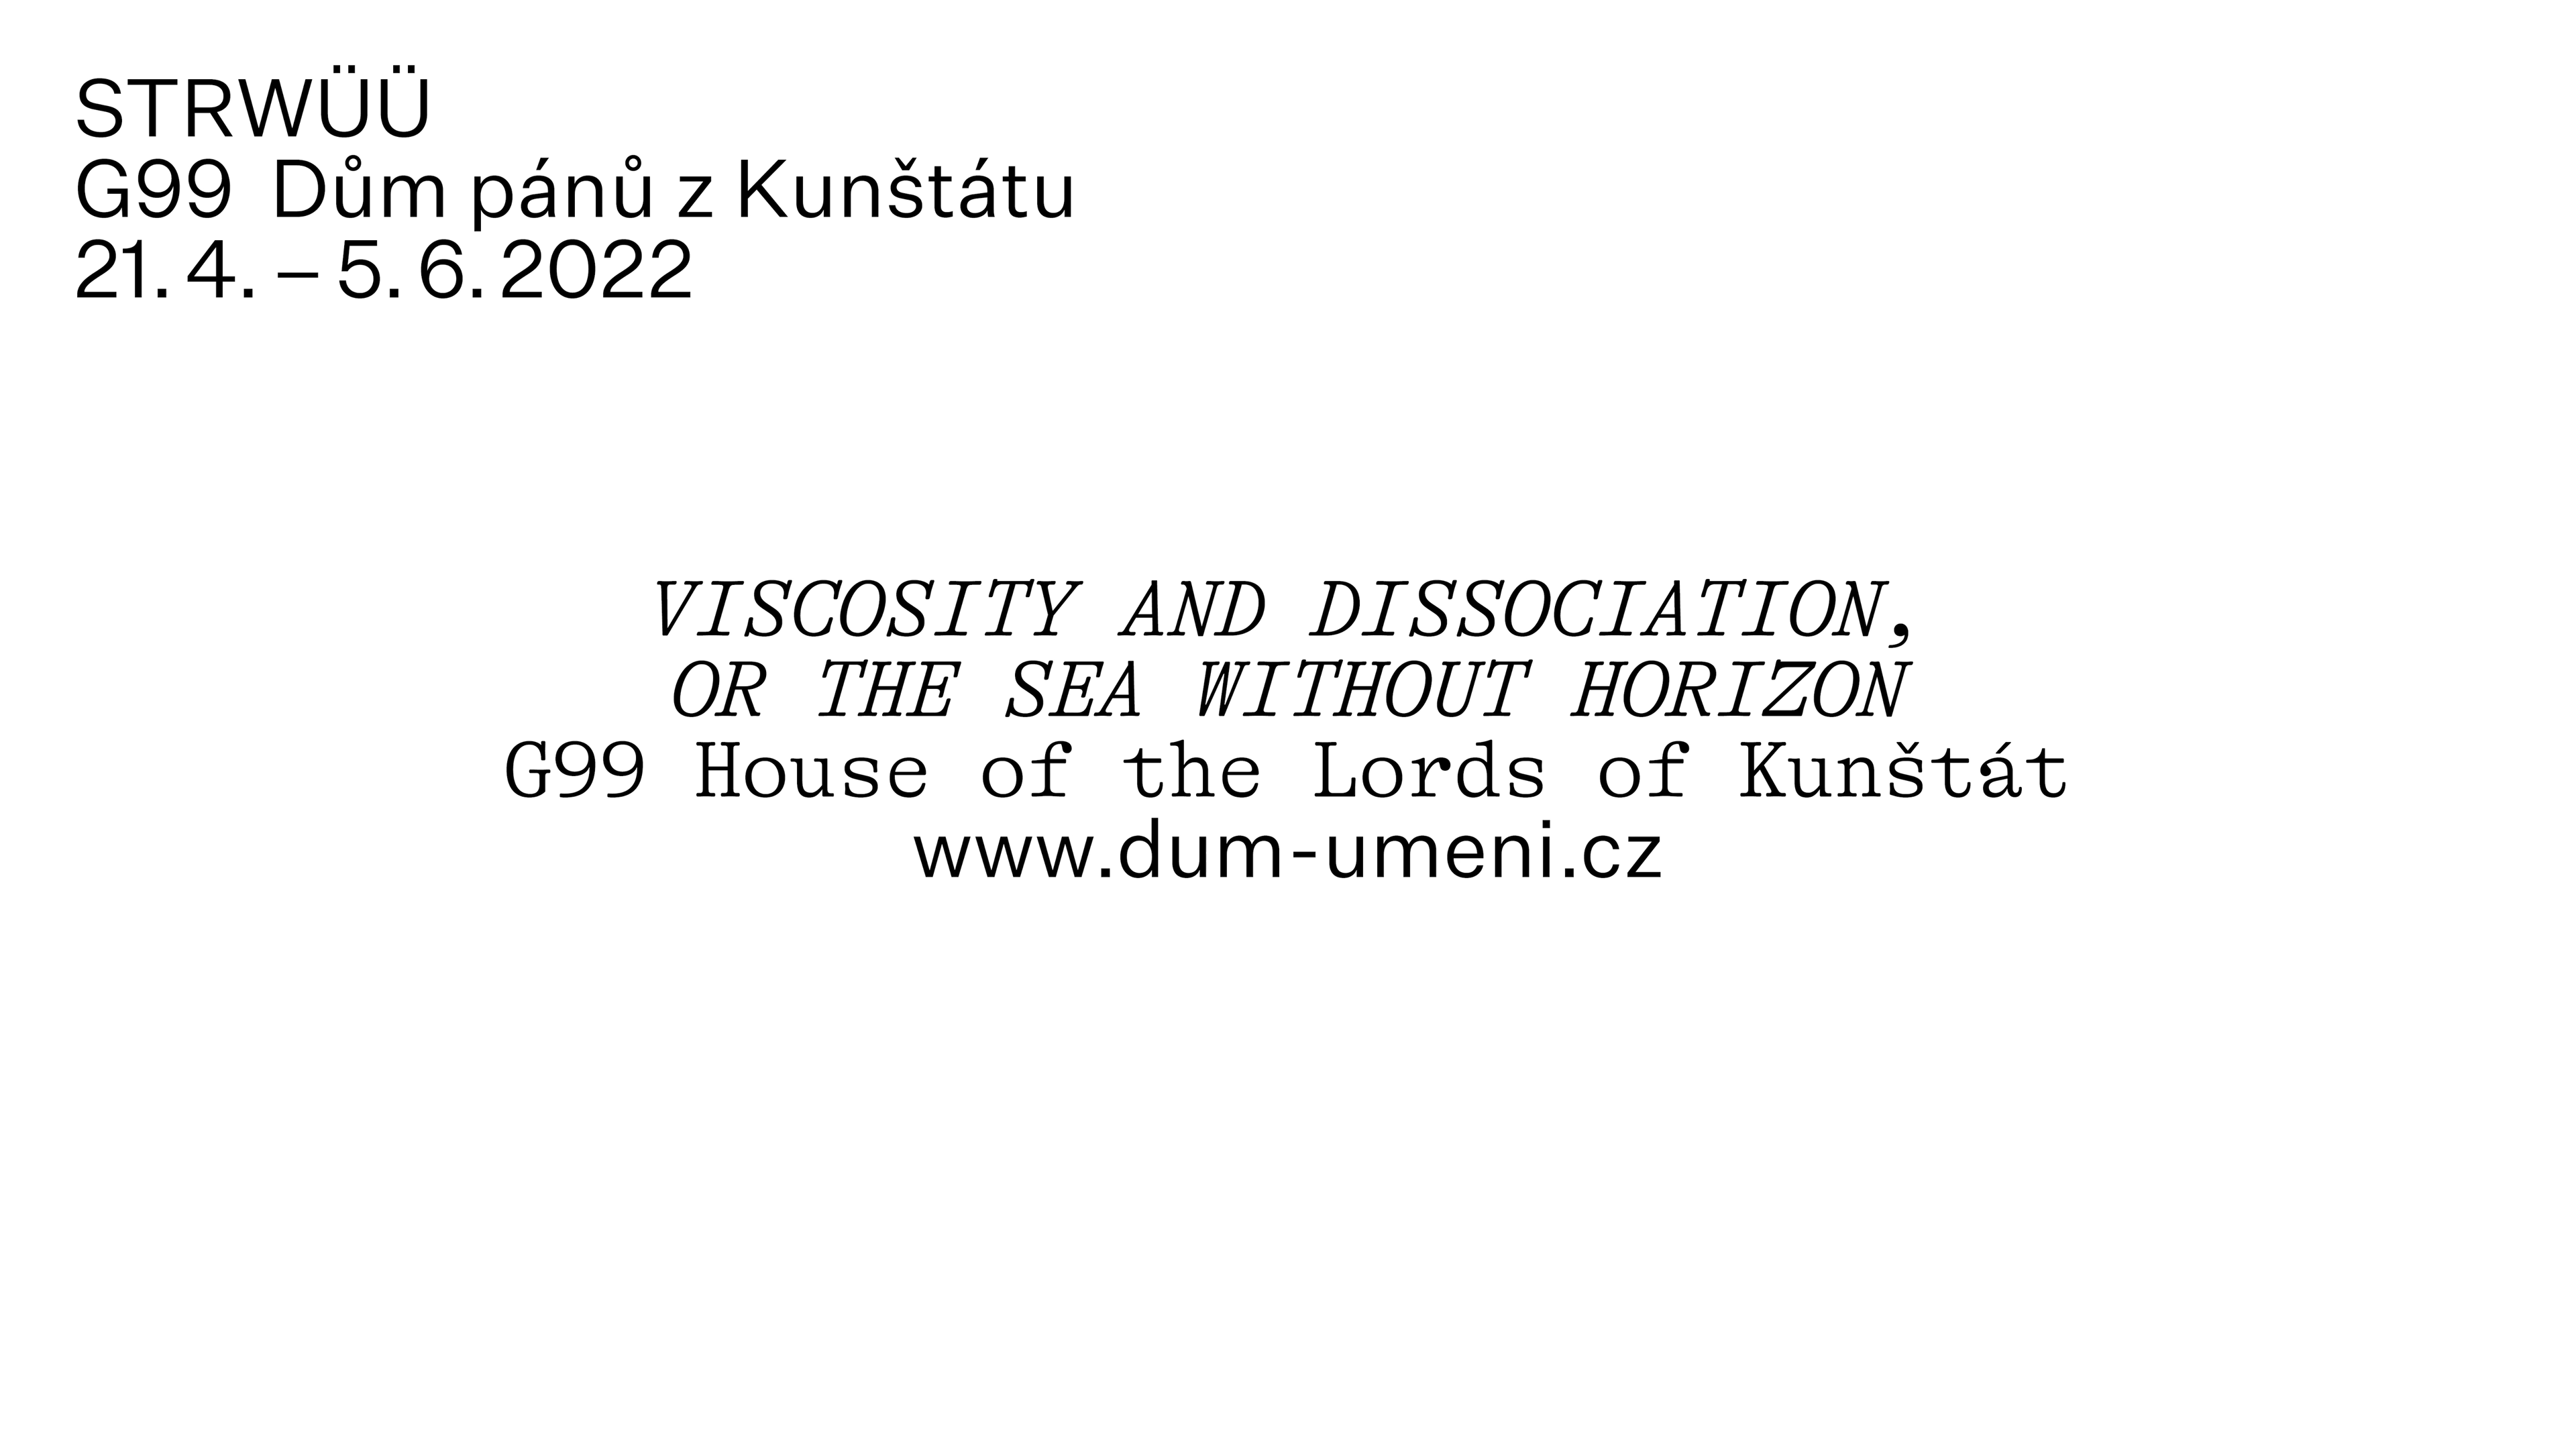 STRWÜÜ
G99 Dům pánů z Kunštátu
21. 4. – 5. 6. 2022
VISCOSITY AND DISSOCIATION,
OR THE SEA WITHOUT HORIZON
G99 House of the Lords of Kunštát
www.dum-umeni.cz